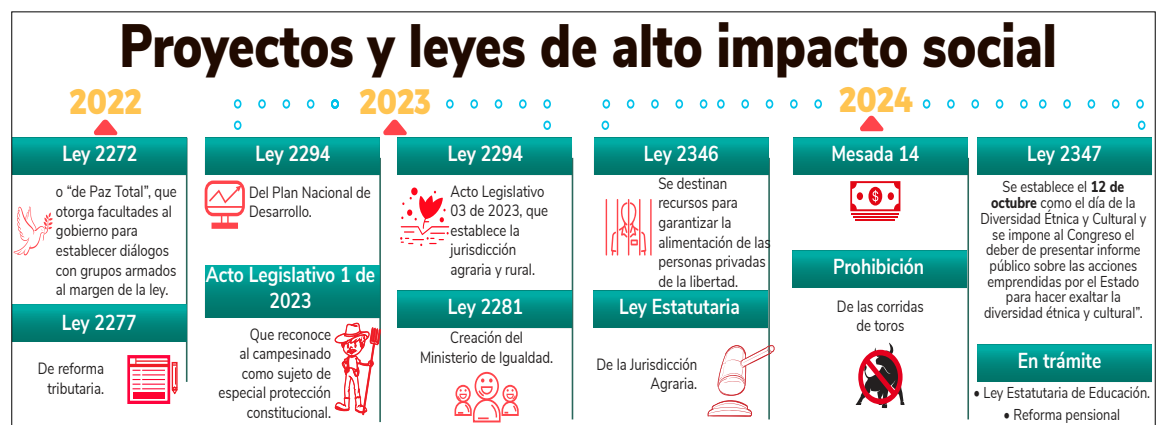 Proyectos y leyes de alto impacto social
2022
2023
2024
Ley 2272
o “de Paz Total”, que
otorga facultades al
gobierno para
establecer diálogos
con grupos armados
al margen de la ley.
Ley 2277
De reforma
tributaria.
Ley 2294
Del Plan Nacional de
Desarrollo.
Acto Legislativo 1 de
2023
Que reconoce
al campesinado
como sujeto de
especial protección
constitucional.
Ley 2294
Acto Legislativo
03 de 2023, que
establece la
jurisdicción
agraria y rural.
Ley 2281
Creación del
Ministerio de Igualdad.
Ley 2346
Se destinan
recursos para
garantizar la
alimentación de las
personas privadas
de la libertad.
Ley Estatutaria
De la Jurisdicción
Agraria.
Mesada 14
$
Prohibición
De las corridas
de toros
Ley 2347
Se establece el 12 de
octubre como el día de la
Diversidad Étnica y Cultural y
se impone al Congreso el
deber de presentar informe
público sobre las acciones
emprendidas por el Estado
para hacer exaltar la
diversidad étnica y cultural”.
En trámite
• Ley Estatutaria de Educación.
• Reforma pensional